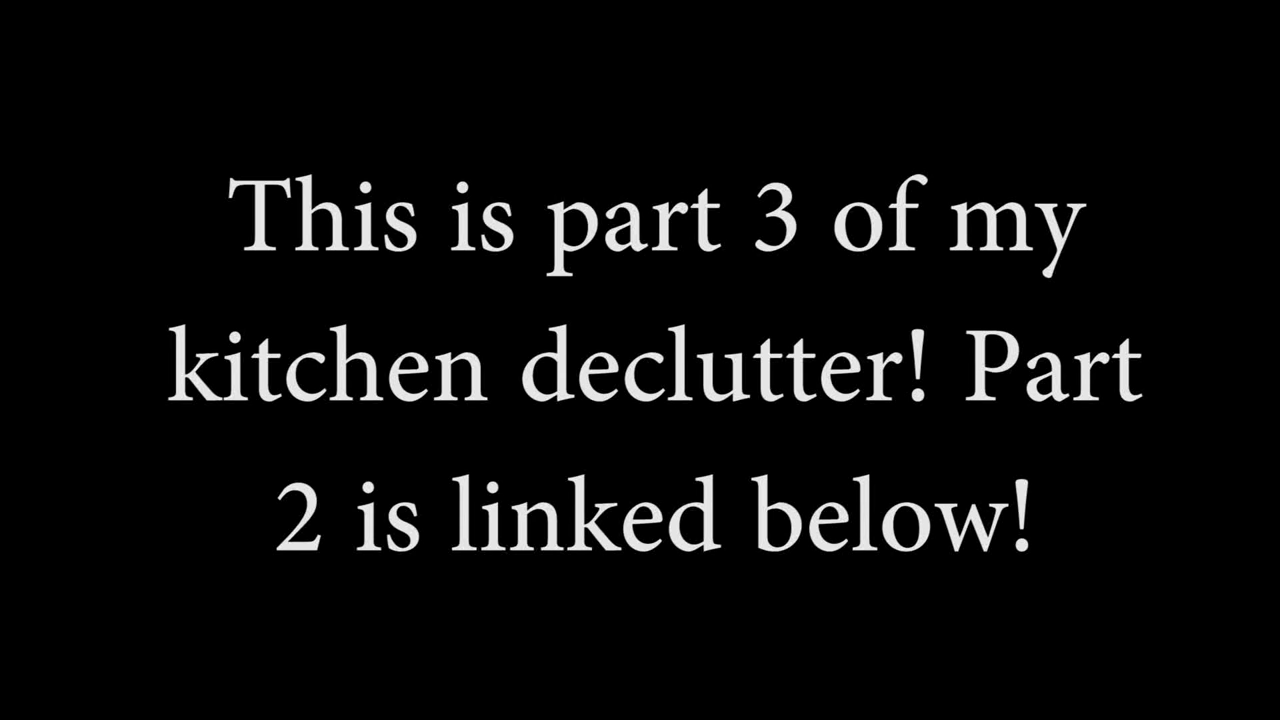 This is part 3 of my
kitchen declutter! Part
2 is linked below!